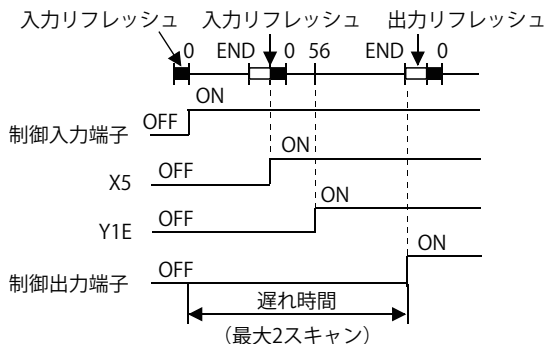 入力リフレッシュ 入力リフレッシュ 出力リフレッシュ
0 END 0 56 END 0
ON
OFF
制御入力端子
ON
OFF
X5
ON
OFF
Y1E
ON
OFF
制御出力端子
遅れ時間
(最大2スキャン)